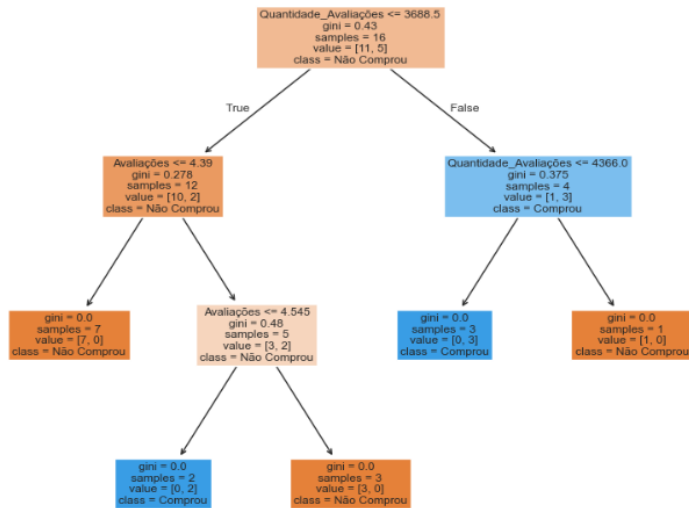 Quantidade_Avaliações <= 3688.5
gini = 0.43
samples = 16
value = [11, 5]
class = Não Comprou
True
False
Avaliações <= 4.39
gini = 0.278
samples = 12
value = [10, 2]
class = Não Comprou
Quantidade_Avaliações <= 4366.0
gini = 0.375
samples = 4
value = [1, 3]
class = Comprou
gini = 0.0
samples = 7
value = [7, 0]
class = Não Comprou
Avaliações <= 4.545
gini = 0.48
samples = 5
value = [3, 2]
class = Não Comprou
gini = 0.0
samples = 3
value = [0, 3]
class = Comprou
gini = 0.0
samples = 1
value = [1, 0]
class = Não Comprou
gini = 0.0
samples = 2
value = [0, 2]
class = Comprou
gini = 0.0
samples = 3
value = [3, 0]
class = Não Comprou